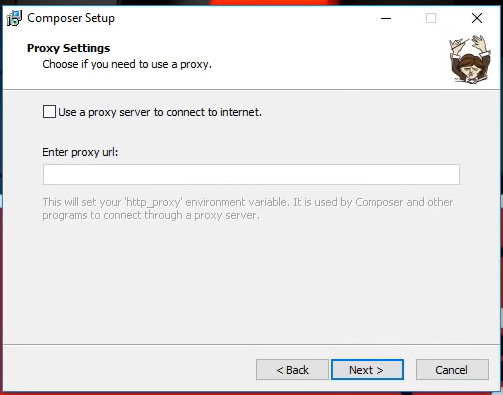 Composer Setup
Proxy Settings
Choose if you need to use a proxy.
Use a proxy server to connect to internet.
Enter proxy url:
This will set your 'http_proxy' environment variable. It is used by Composer and other
programs to connect through a proxy server.
< Back
Next >
Cancel